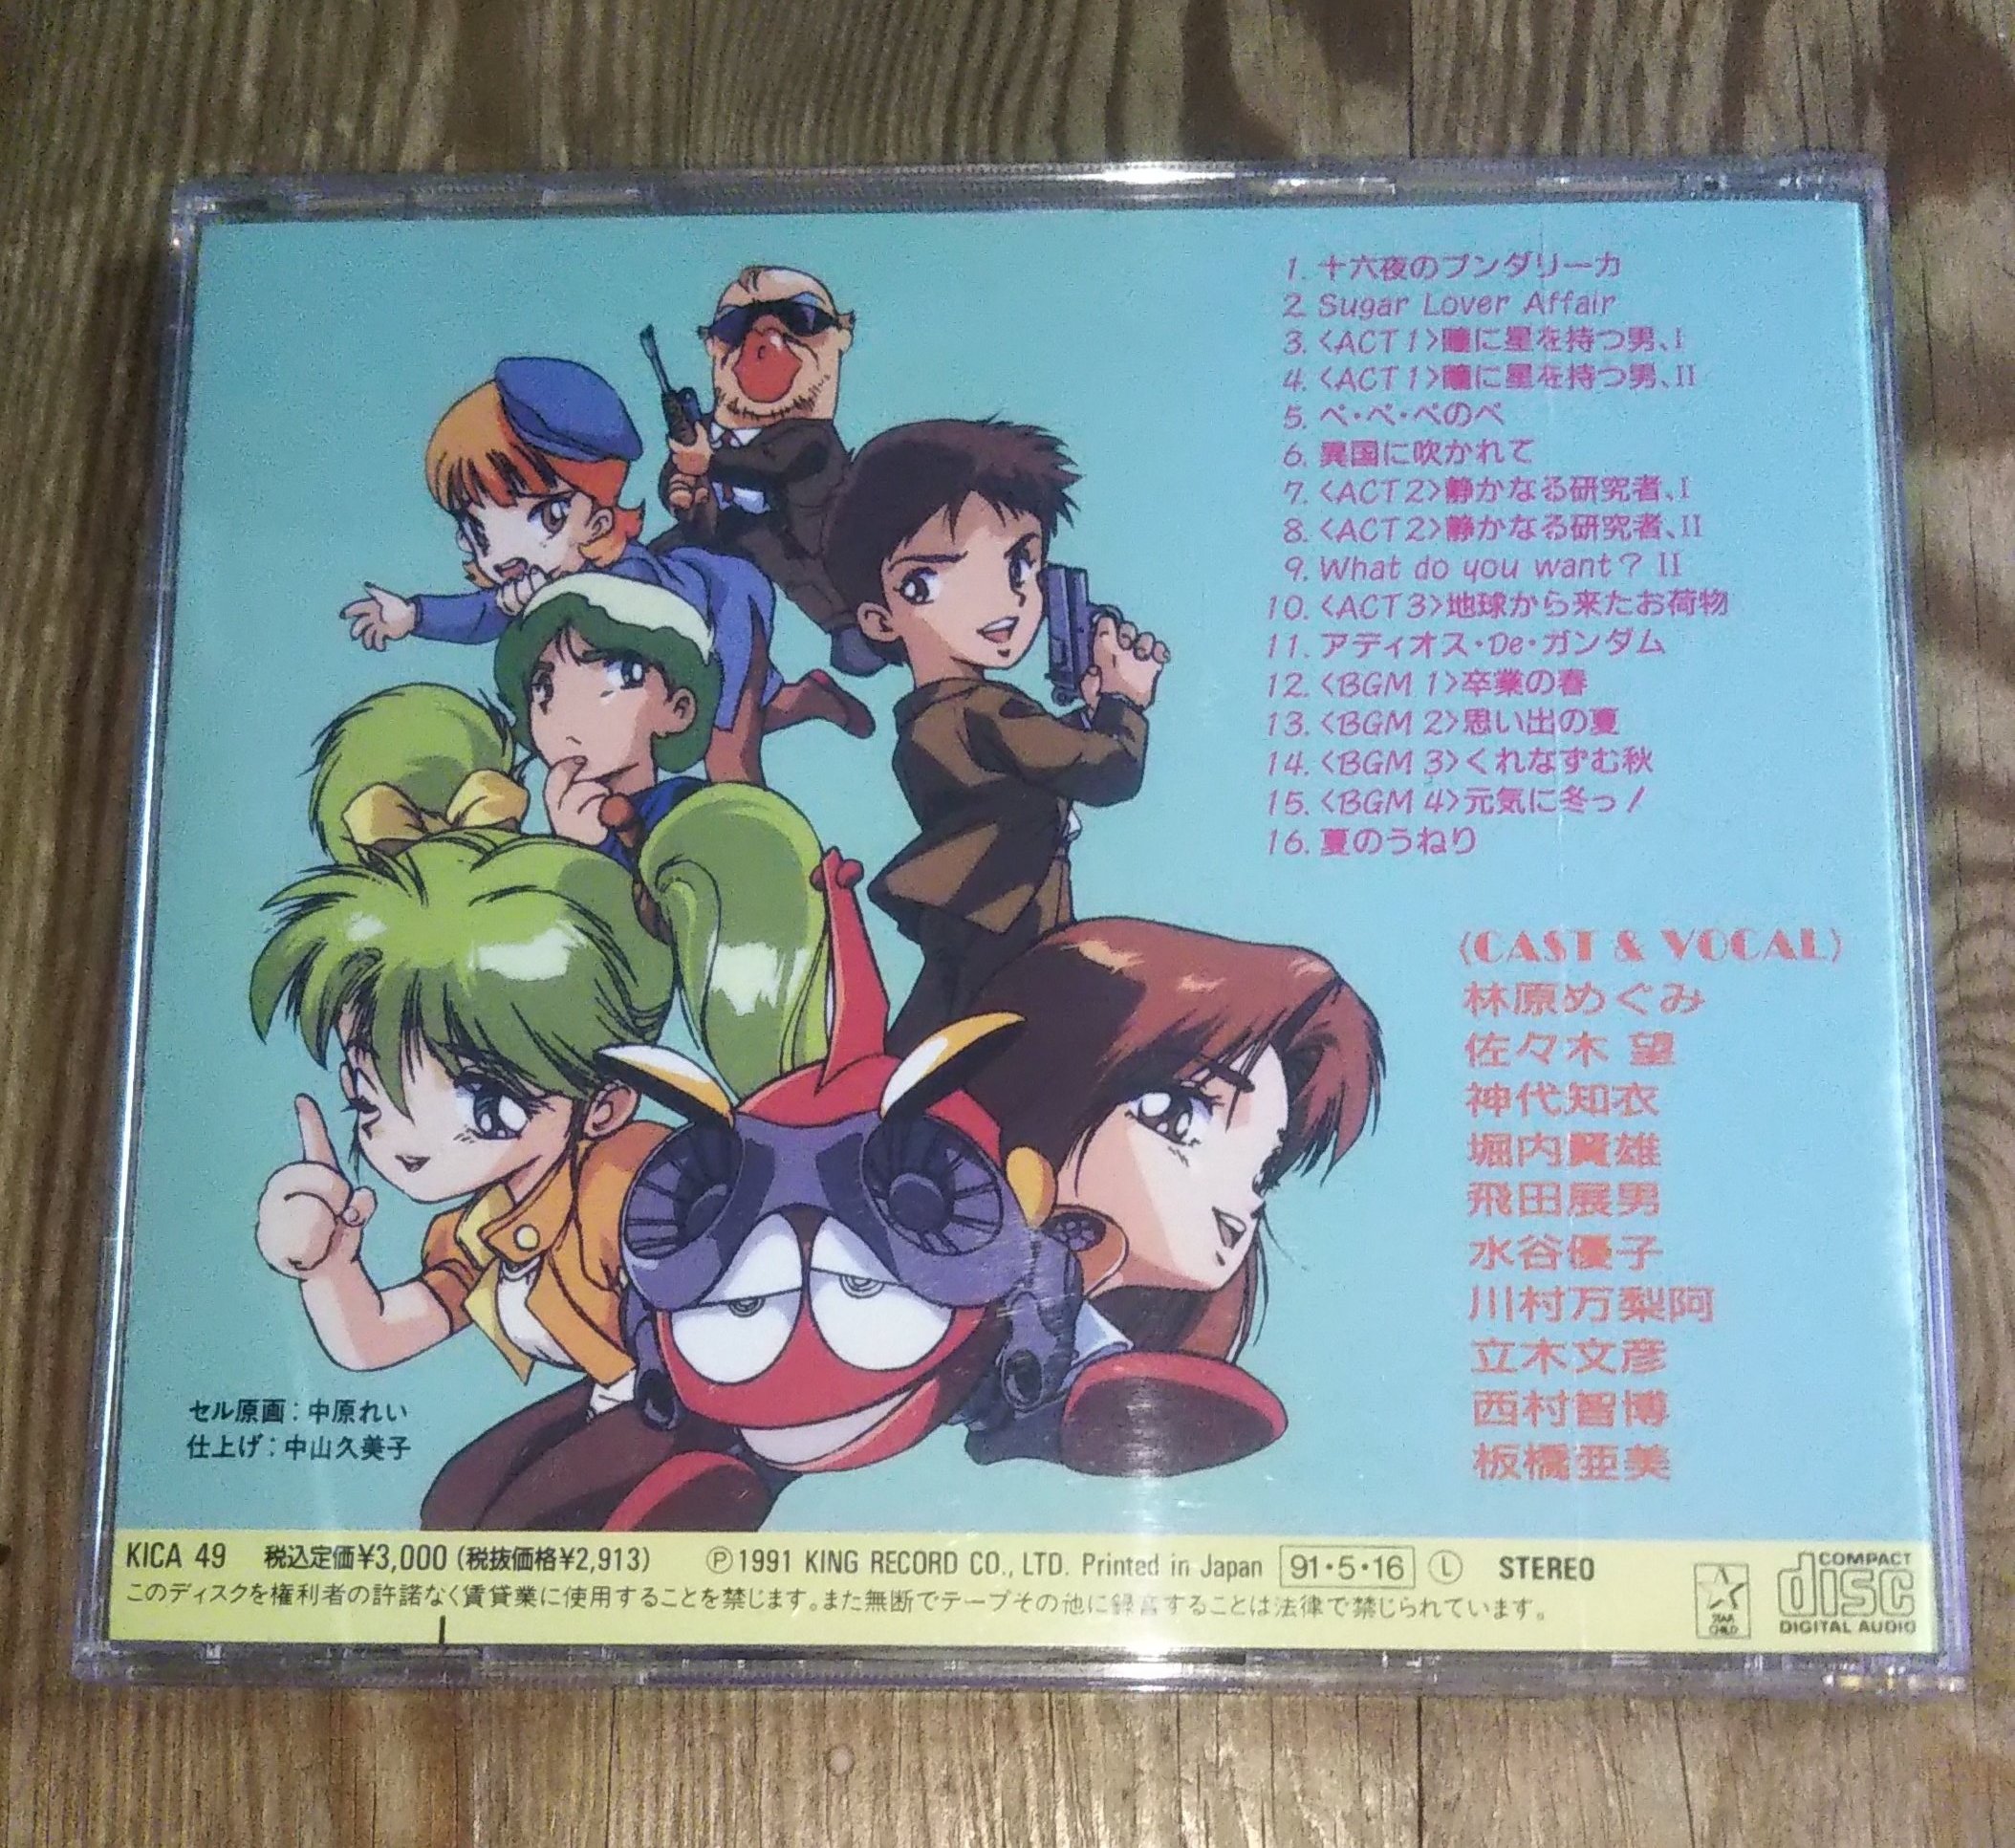 1. 十六夜のブンダリーカ
2. Sugar Lover Affair
3. <ACT 1>瞳に星を持つ男、I
4. <ACT 1>瞳に星を持つ男、II
5. ペ・ペ・ペのペ
6. 異国に吹かれて
7. <ACT 2>静かなる研究者、I
8. <ACT 2>静かなる研究者、II
9. What do you want? II
10. <ACT 3>地球から来たお荷物
11. アディオス・De・ガンダム
12. <BGM 1>卒業の春
13. <BGM 2>思い出の夏
14. <BGM 3>くれなずむ秋
15. <BGM 4>元気に冬っ!
16. 夏のうねり
〈CAST & VOCAL〉
林原めぐみ
佐々木 望
神代知衣
堀内賢雄
飛田展男
水谷優子
川村万梨阿
立木文彦
西村智博
板橋亜美
セル原画:中原れい
仕上げ:中山久美子
KICA 49 税込定価¥3,000(税抜価格¥2,913) Ⓟ1991 KING RECORD CO., LTD. Printed in Japan 91・5・16 Ⓛ STEREO
このディスクを権利者の許諾なく賃貸業に使用することを禁じます。また無断でテープその他に録音することは法律で禁じられています。
STAR CHILD
COMPACT disc DIGITAL AUDIO